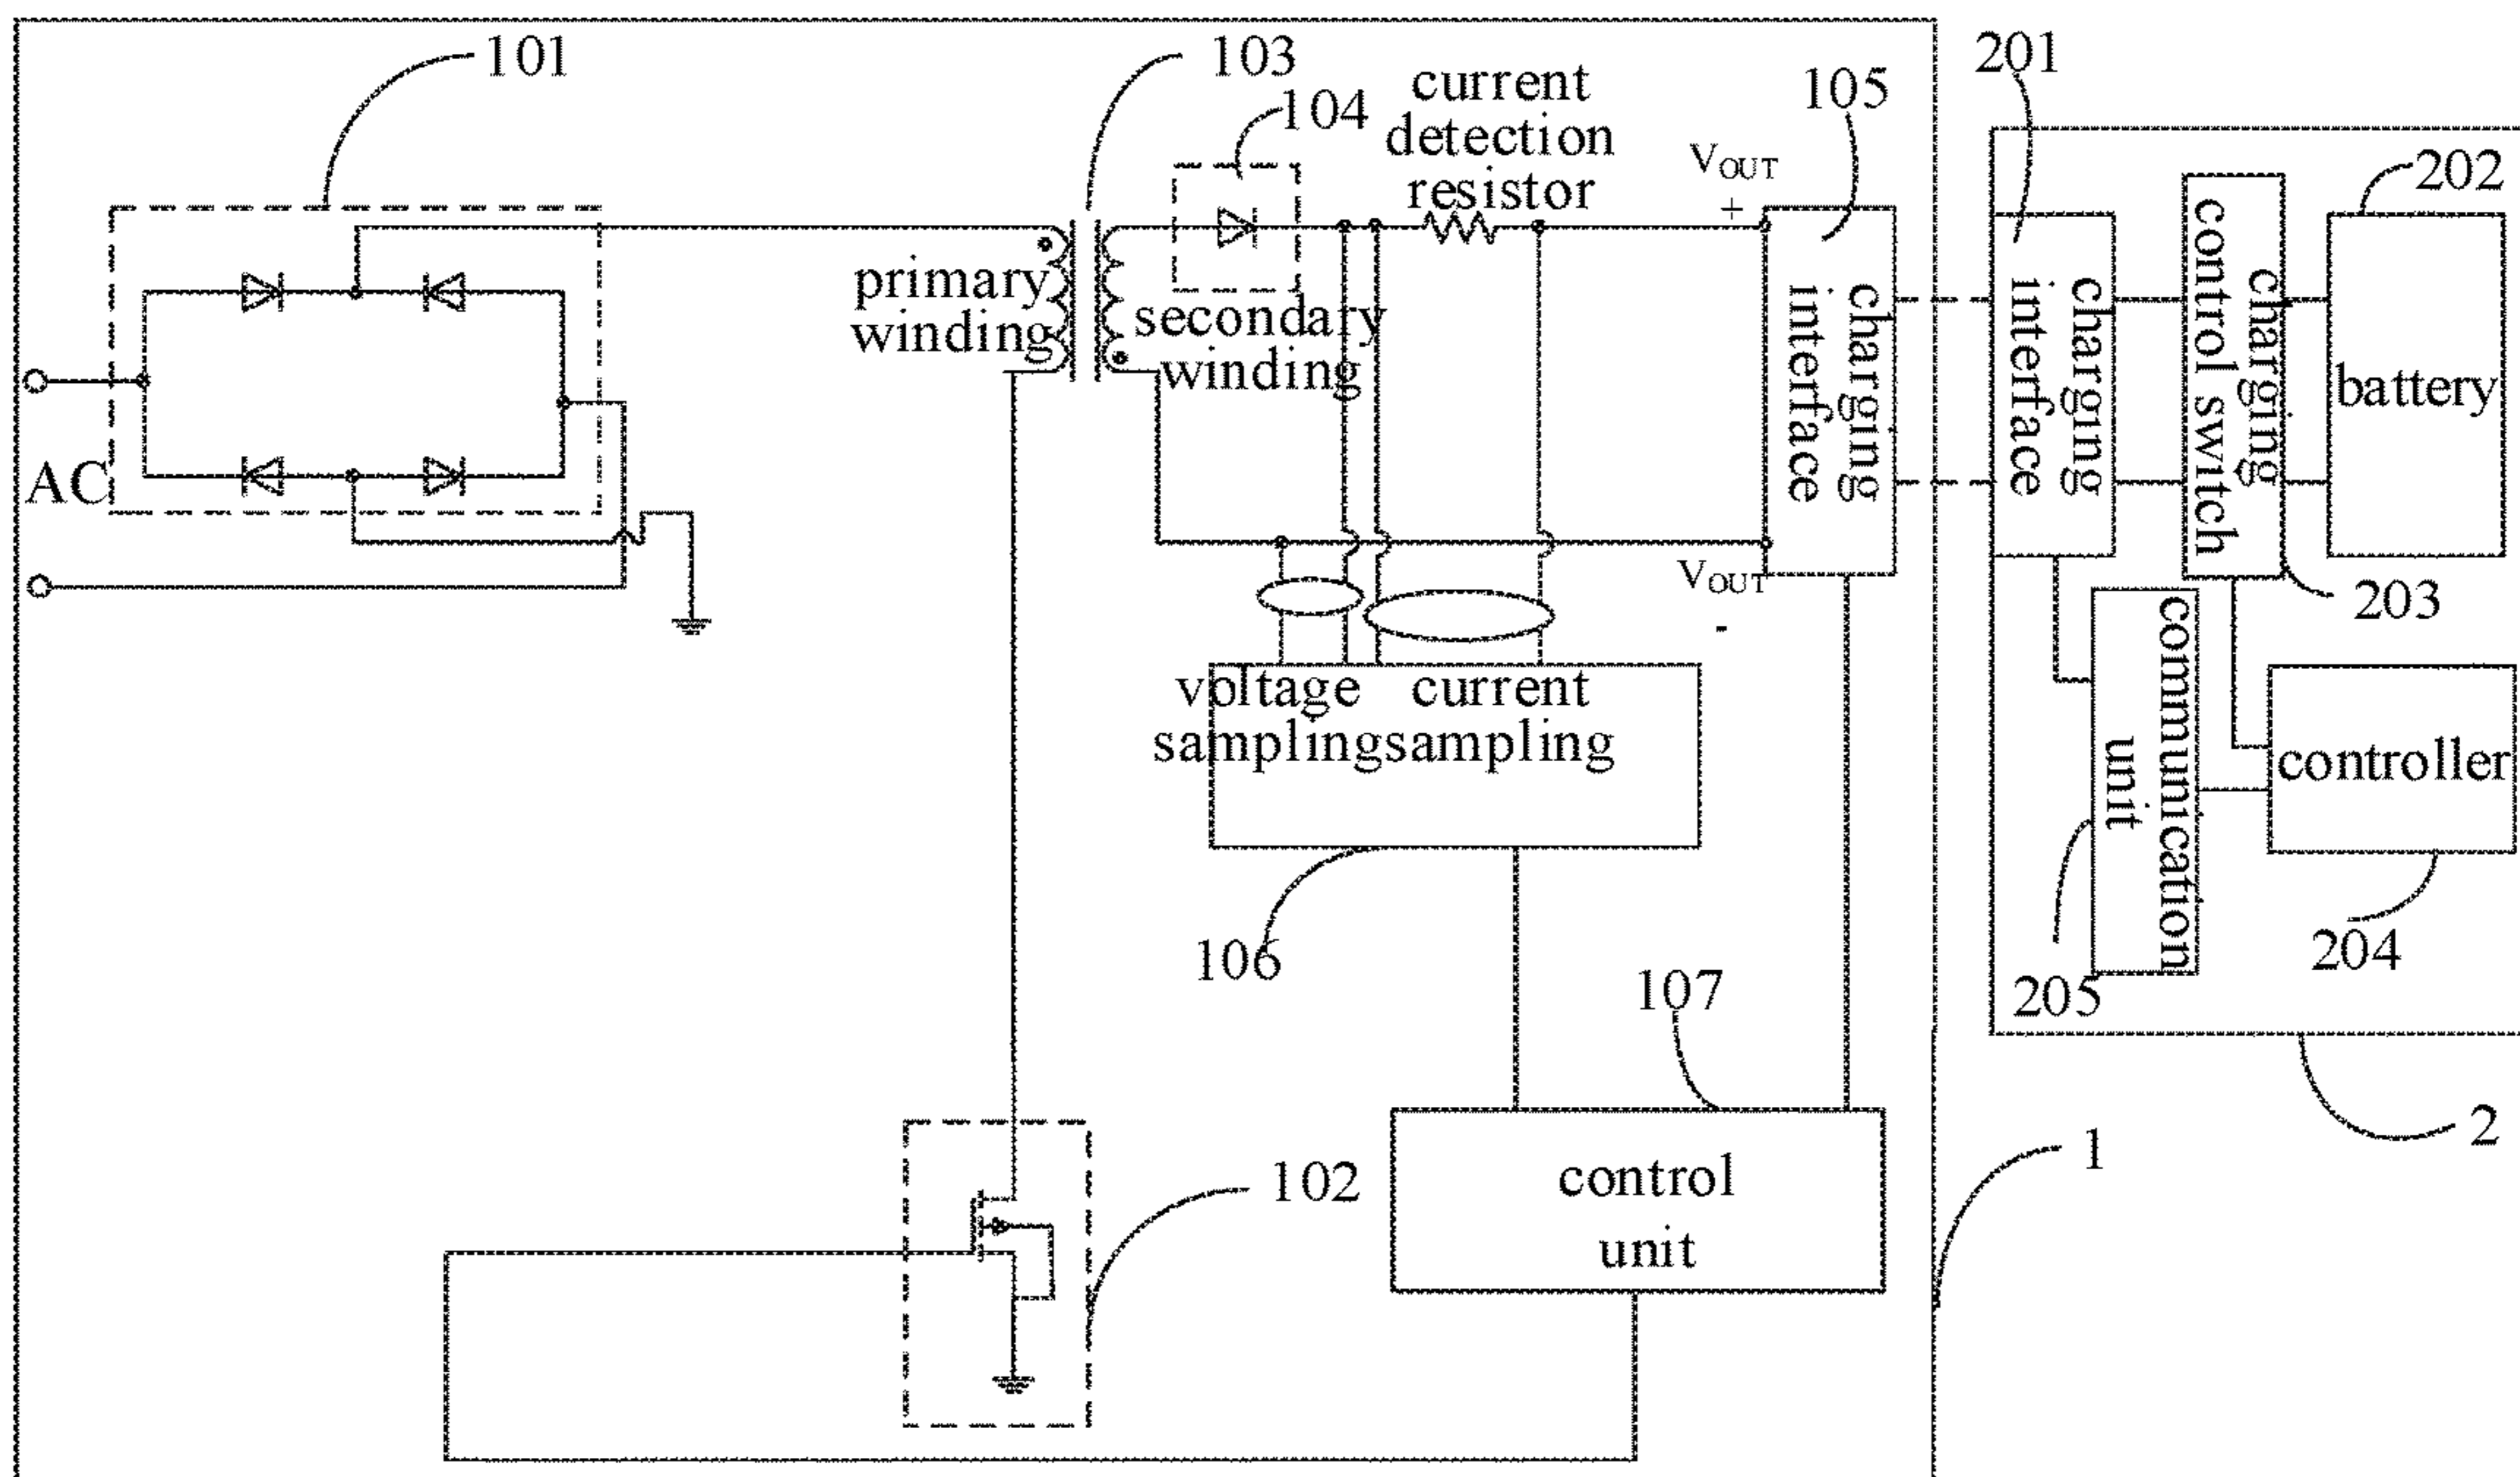 101
103
104
current
detection
resistor
105
201
202
V_OUT
+
primary
winding
secondary
winding
charging
interface
charging
interface
charging
control switch
battery
AC
V_OUT
-
203
voltage
sampling
current
sampling
communication
unit
controller
106
205
204
107
control
unit
102
1
2